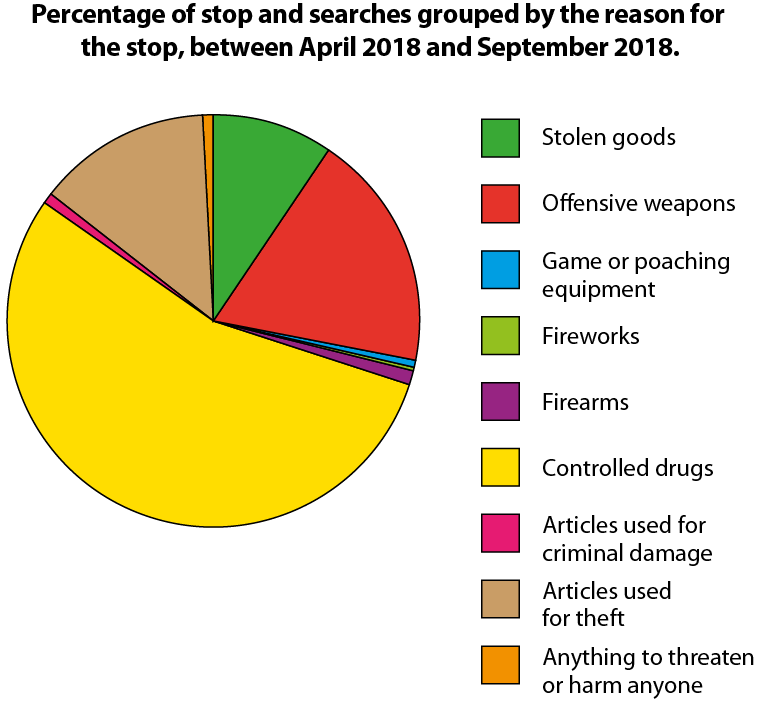 Percentage of stop and searches grouped by the reason for
the stop, between April 2018 and September 2018.
Stolen goods
Offensive weapons
Game or poaching
equipment
Fireworks
Firearms
Controlled drugs
Articles used for
criminal damage
Articles used
for theft
Anything to threaten
or harm anyone